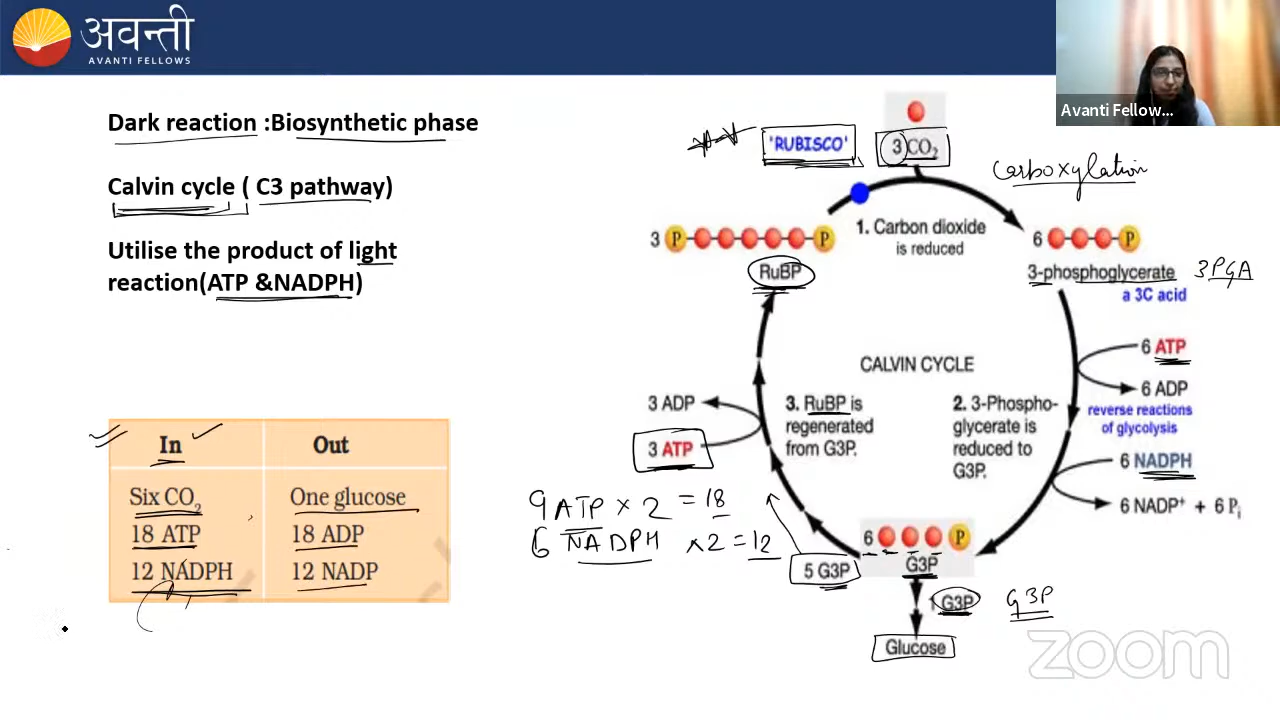 अवन्ती
AVANTI FELLOWS
Avanti Fellow...
Dark reaction :Biosynthetic phase
Calvin cycle ( C3 pathway)
Utilise the product of light
reaction(ATP &NADPH)
In Out
Six CO₂ One glucose
18 ATP 18 ADP
12 NADPH 12 NADP
'RUBISCO'
3CO₂
carboxylation
1. Carbon dioxide
is reduced
3 P P
6 P
RuBP
3-phosphoglycerate 3PGA
a 3C acid
6 ATP
6 ADP
reverse reactions
of glycolysis
6 NADPH
6 NADP⁺ + 6 Pᵢ
CALVIN CYCLE
3 ADP
3 ATP
3. RuBP is
regenerated
from G3P.
2. 3-Phospho-
glycerate is
reduced to
G3P.
9 ATP × 2 = 18
6 NADPH ×2 = 12
6 P
G3P
5 G3P
1 G3P G3P
Glucose
zoom